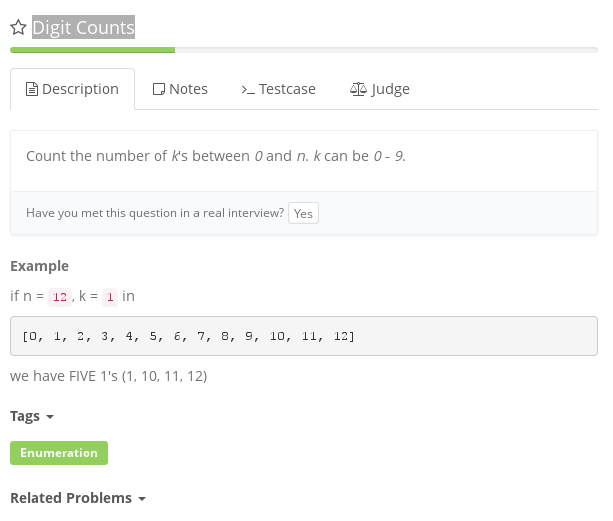 Digit Counts
Description Notes >_ Testcase Judge
Count the number of k's between 0 and n. k can be 0 - 9.
Have you met this question in a real interview? Yes
Example
if n = 12 , k = 1 in
[0, 1, 2, 3, 4, 5, 6, 7, 8, 9, 10, 11, 12]
we have FIVE 1's (1, 10, 11, 12)
Tags
Enumeration
Related Problems